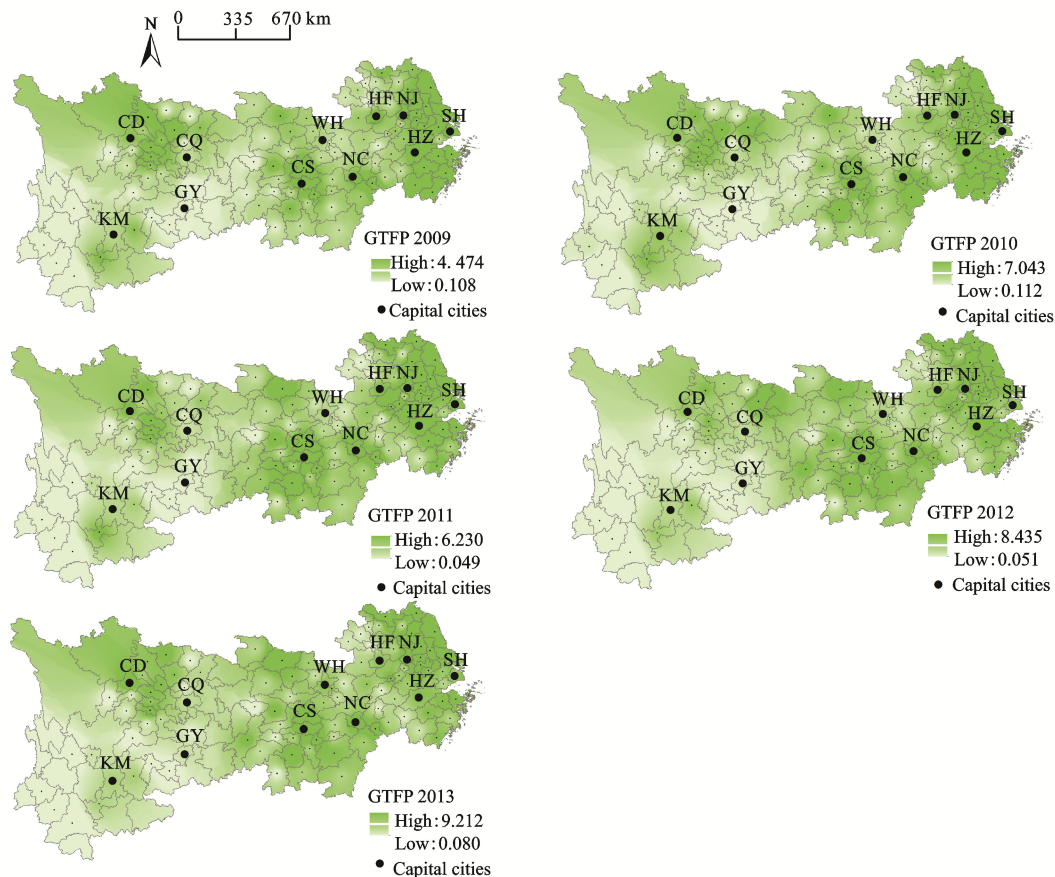 N
0 335 670 km
HF NJ
SH
CD
WH
CQ
HZ
NC
CS
GY
KM
GTFP 2009
High:4. 474
Low:0.108
Capital cities
HF NJ
SH
CD
WH
CQ
HZ
NC
CS
GY
KM
GTFP 2010
High:7.043
Low:0.112
Capital cities
HF NJ
SH
CD
WH
CQ
HZ
NC
CS
GY
KM
GTFP 2011
High:6.230
Low:0.049
Capital cities
HF NJ
SH
CD
WH
CQ
HZ
NC
CS
GY
KM
GTFP 2012
High:8.435
Low:0.051
Capital cities
HF NJ
SH
CD
WH
CQ
HZ
NC
CS
GY
KM
GTFP 2013
High:9.212
Low:0.080
Capital cities